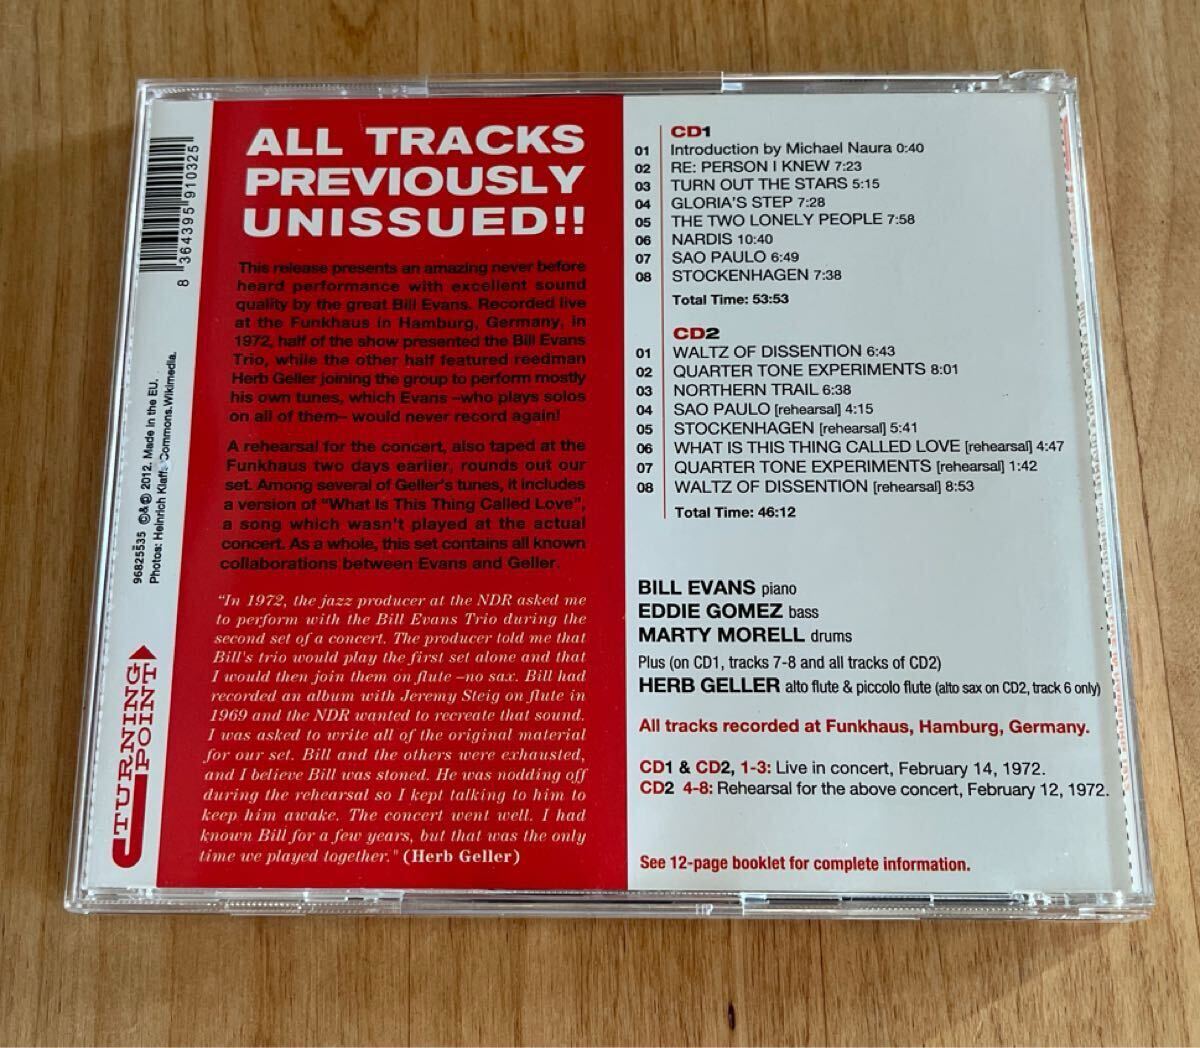 ALL TRACKS
PREVIOUSLY
UNISSUED!!
This release presents an amazing never before
heard performance with excellent sound
quality by the great Bill Evans. Recorded live
at the Funkhaus in Hamburg, Germany, in
1972, half of the show presented the Bill Evans
Trio, while the other half featured reedman
Herb Geller joining the group to perform mostly
his own tunes, which Evans –who plays solos
on all of them– would never record again!
A rehearsal for the concert, also taped at the
Funkhaus two days earlier, rounds out our
set. Among several of Geller's tunes, it includes
a version of "What Is This Thing Called Love",
a song which wasn't played at the actual
concert. As a whole, this set contains all known
collaborations between Evans and Geller.
"In 1972, the jazz producer at the NDR asked me
to perform with the Bill Evans Trio during the
second set of a concert. The producer told me that
Bill's trio would play the first set alone and that
I would then join them on flute –no sax. Bill had
recorded an album with Jeremy Steig on flute in
1969 and the NDR wanted to recreate that sound.
I was asked to write all of the original material
for our set. Bill and the others were exhausted,
and I believe Bill was stoned. He was nodding off
during the rehearsal so I kept talking to him to
keep him awake. The concert went well. I had
known Bill for a few years, but that was the only
time we played together." (Herb Geller)
CD1
01 Introduction by Michael Naura 0:40
02 RE: PERSON I KNEW 7:23
03 TURN OUT THE STARS 5:15
04 GLORIA'S STEP 7:28
05 THE TWO LONELY PEOPLE 7:58
06 NARDIS 10:40
07 SAO PAULO 6:49
08 STOCKENHAGEN 7:38
Total Time: 53:53
CD2
01 WALTZ OF DISSENTION 6:43
02 QUARTER TONE EXPERIMENTS 8:01
03 NORTHERN TRAIL 6:38
04 SAO PAULO [rehearsal] 4:15
05 STOCKENHAGEN [rehearsal] 5:41
06 WHAT IS THIS THING CALLED LOVE [rehearsal] 4:47
07 QUARTER TONE EXPERIMENTS [rehearsal] 1:42
08 WALTZ OF DISSENTION [rehearsal] 8:53
Total Time: 46:12
BILL EVANS piano
EDDIE GOMEZ bass
MARTY MORELL drums
Plus (on CD1, tracks 7-8 and all tracks of CD2)
HERB GELLER alto flute & piccolo flute (alto sax on CD2, track 6 only)
All tracks recorded at Funkhaus, Hamburg, Germany.
CD1 & CD2, 1-3: Live in concert, February 14, 1972.
CD2 4-8: Rehearsal for the above concert, February 12, 1972.
See 12-page booklet for complete information.
8 364395 910325
96825535 ©&℗ 2012. Made in the EU.
Photos: Heinrich Klaffs Commons.Wikimedia.
TURNING
POINT